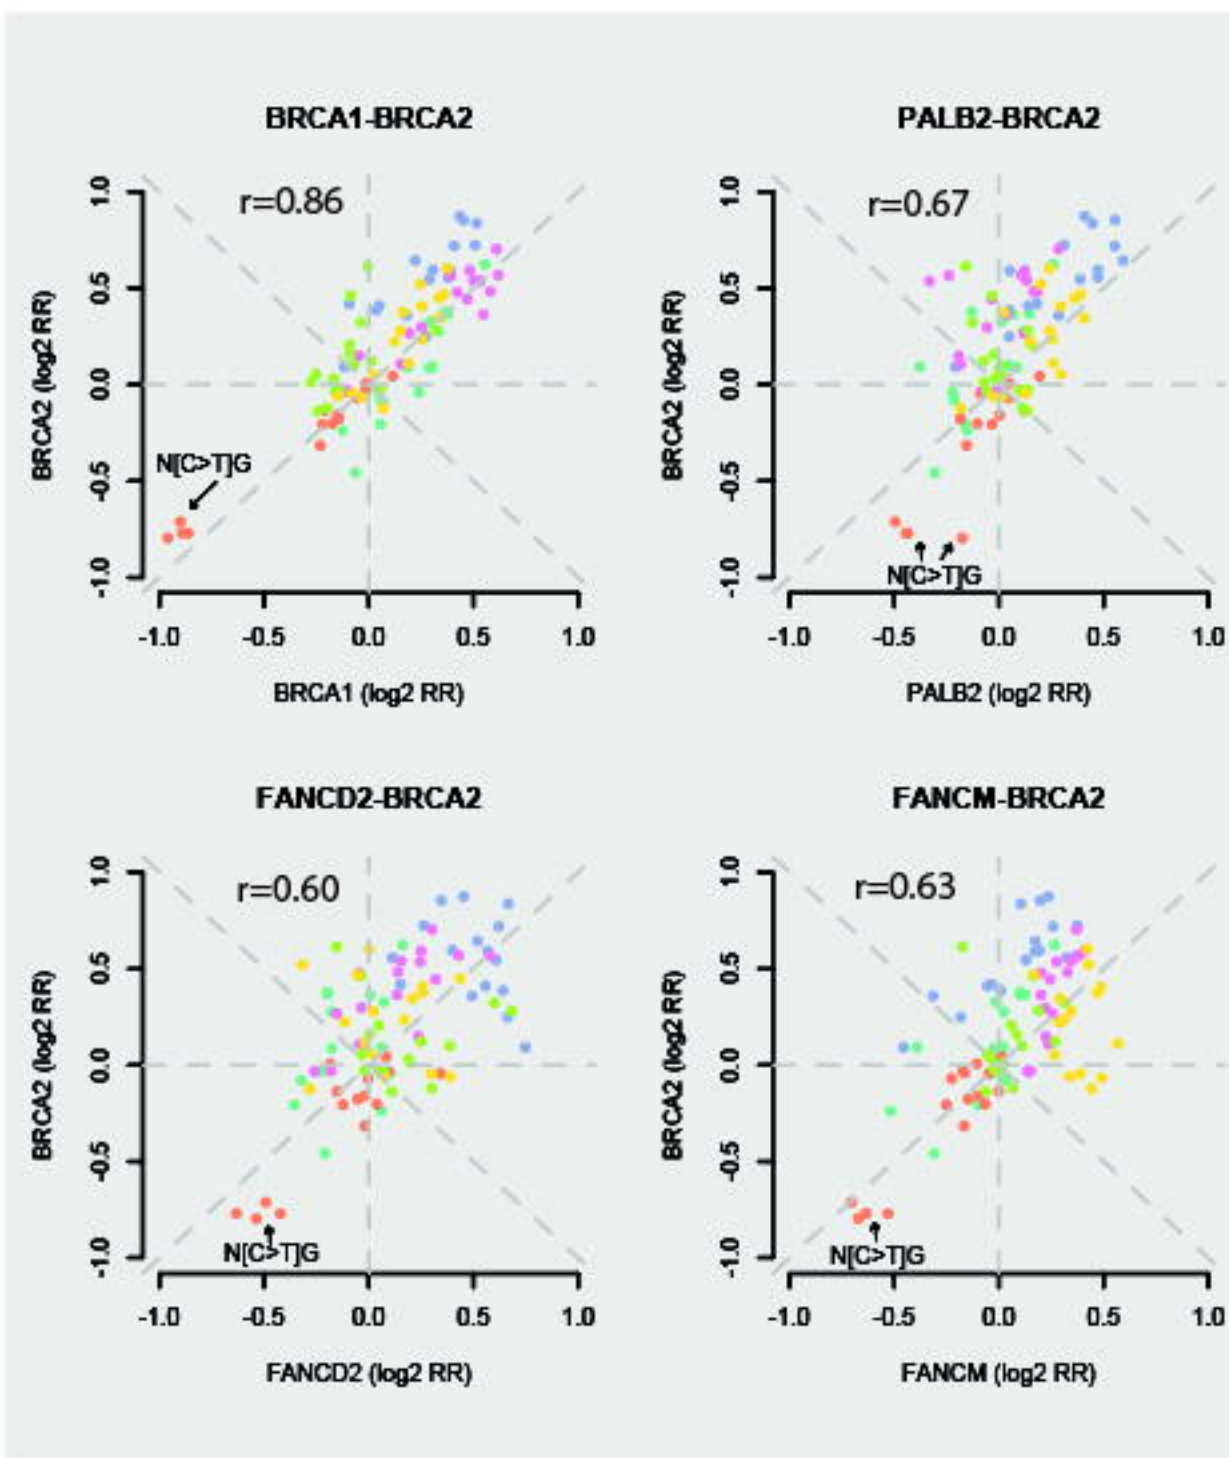 BRCA1-BRCA2
r=0.86
1.0
0.5
0.0
-0.5
-1.0
BRCA2 (log2 RR)
N[C>T]G
-1.0 -0.5 0.0 0.5 1.0
BRCA1 (log2 RR)
PALB2-BRCA2
r=0.67
1.0
0.5
0.0
-0.5
-1.0
BRCA2 (log2 RR)
N[C>T]G
-1.0 -0.5 0.0 0.5 1.0
PALB2 (log2 RR)
FANCD2-BRCA2
r=0.60
1.0
0.5
0.0
-0.5
-1.0
BRCA2 (log2 RR)
N[C>T]G
-1.0 -0.5 0.0 0.5 1.0
FANCD2 (log2 RR)
FANCM-BRCA2
r=0.63
1.0
0.5
0.0
-0.5
-1.0
BRCA2 (log2 RR)
N[C>T]G
-1.0 -0.5 0.0 0.5 1.0
FANCM (log2 RR)